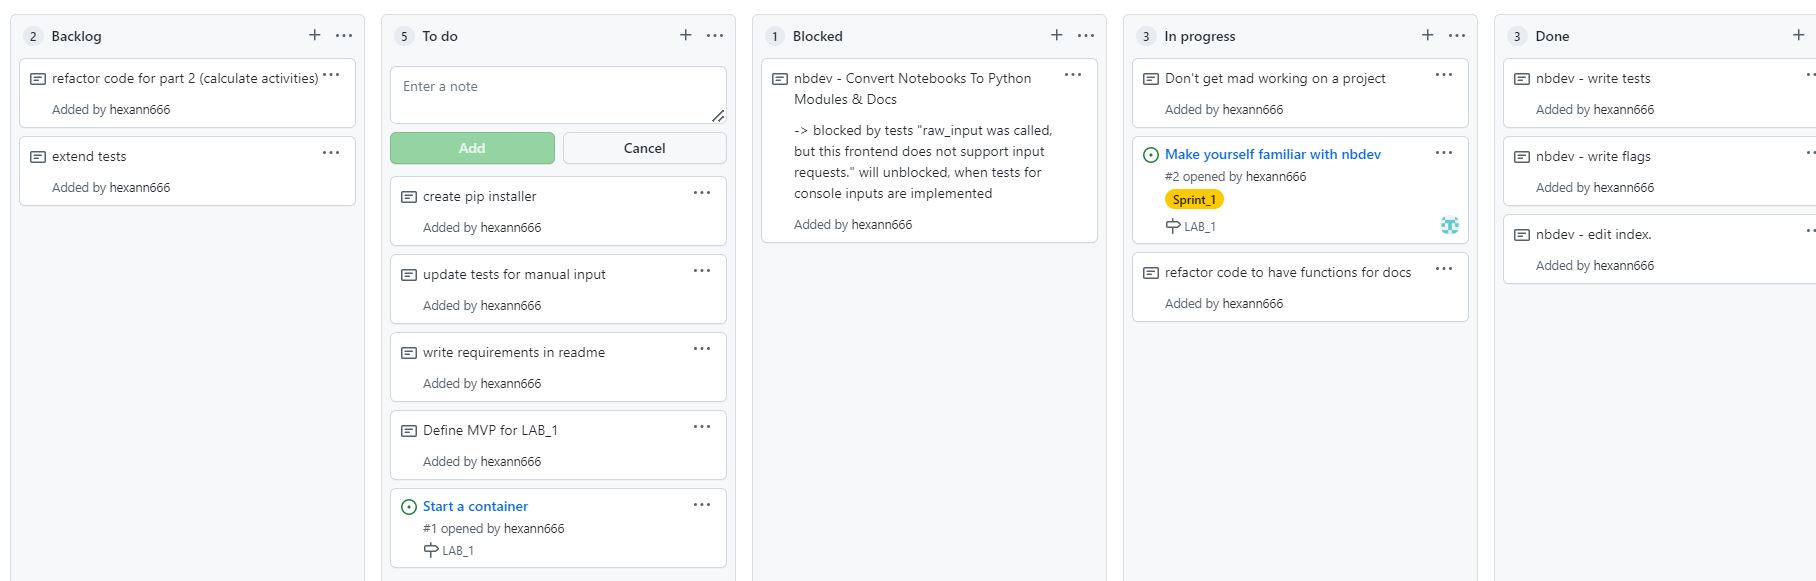 2 Backlog
refactor code for part 2 (calculate activities)
Added by hexann666
extend tests
Added by hexann666
5 To do
Enter a note
Add Cancel
create pip installer
Added by hexann666
update tests for manual input
Added by hexann666
write requirements in readme
Added by hexann666
Define MVP for LAB_1
Added by hexann666
Start a container
#1 opened by hexann666
LAB_1
1 Blocked
nbdev - Convert Notebooks To Python
Modules & Docs
-> blocked by tests "raw_input was called,
but this frontend does not support input
requests." will unblocked, when tests for
console inputs are implemented
Added by hexann666
3 In progress
Don't get mad working on a project
Added by hexann666
Make yourself familiar with nbdev
#2 opened by hexann666
Sprint_1
LAB_1
refactor code to have functions for docs
Added by hexann666
3 Done
nbdev - write tests
Added by hexann666
nbdev - write flags
Added by hexann666
nbdev - edit index.
Added by hexann666